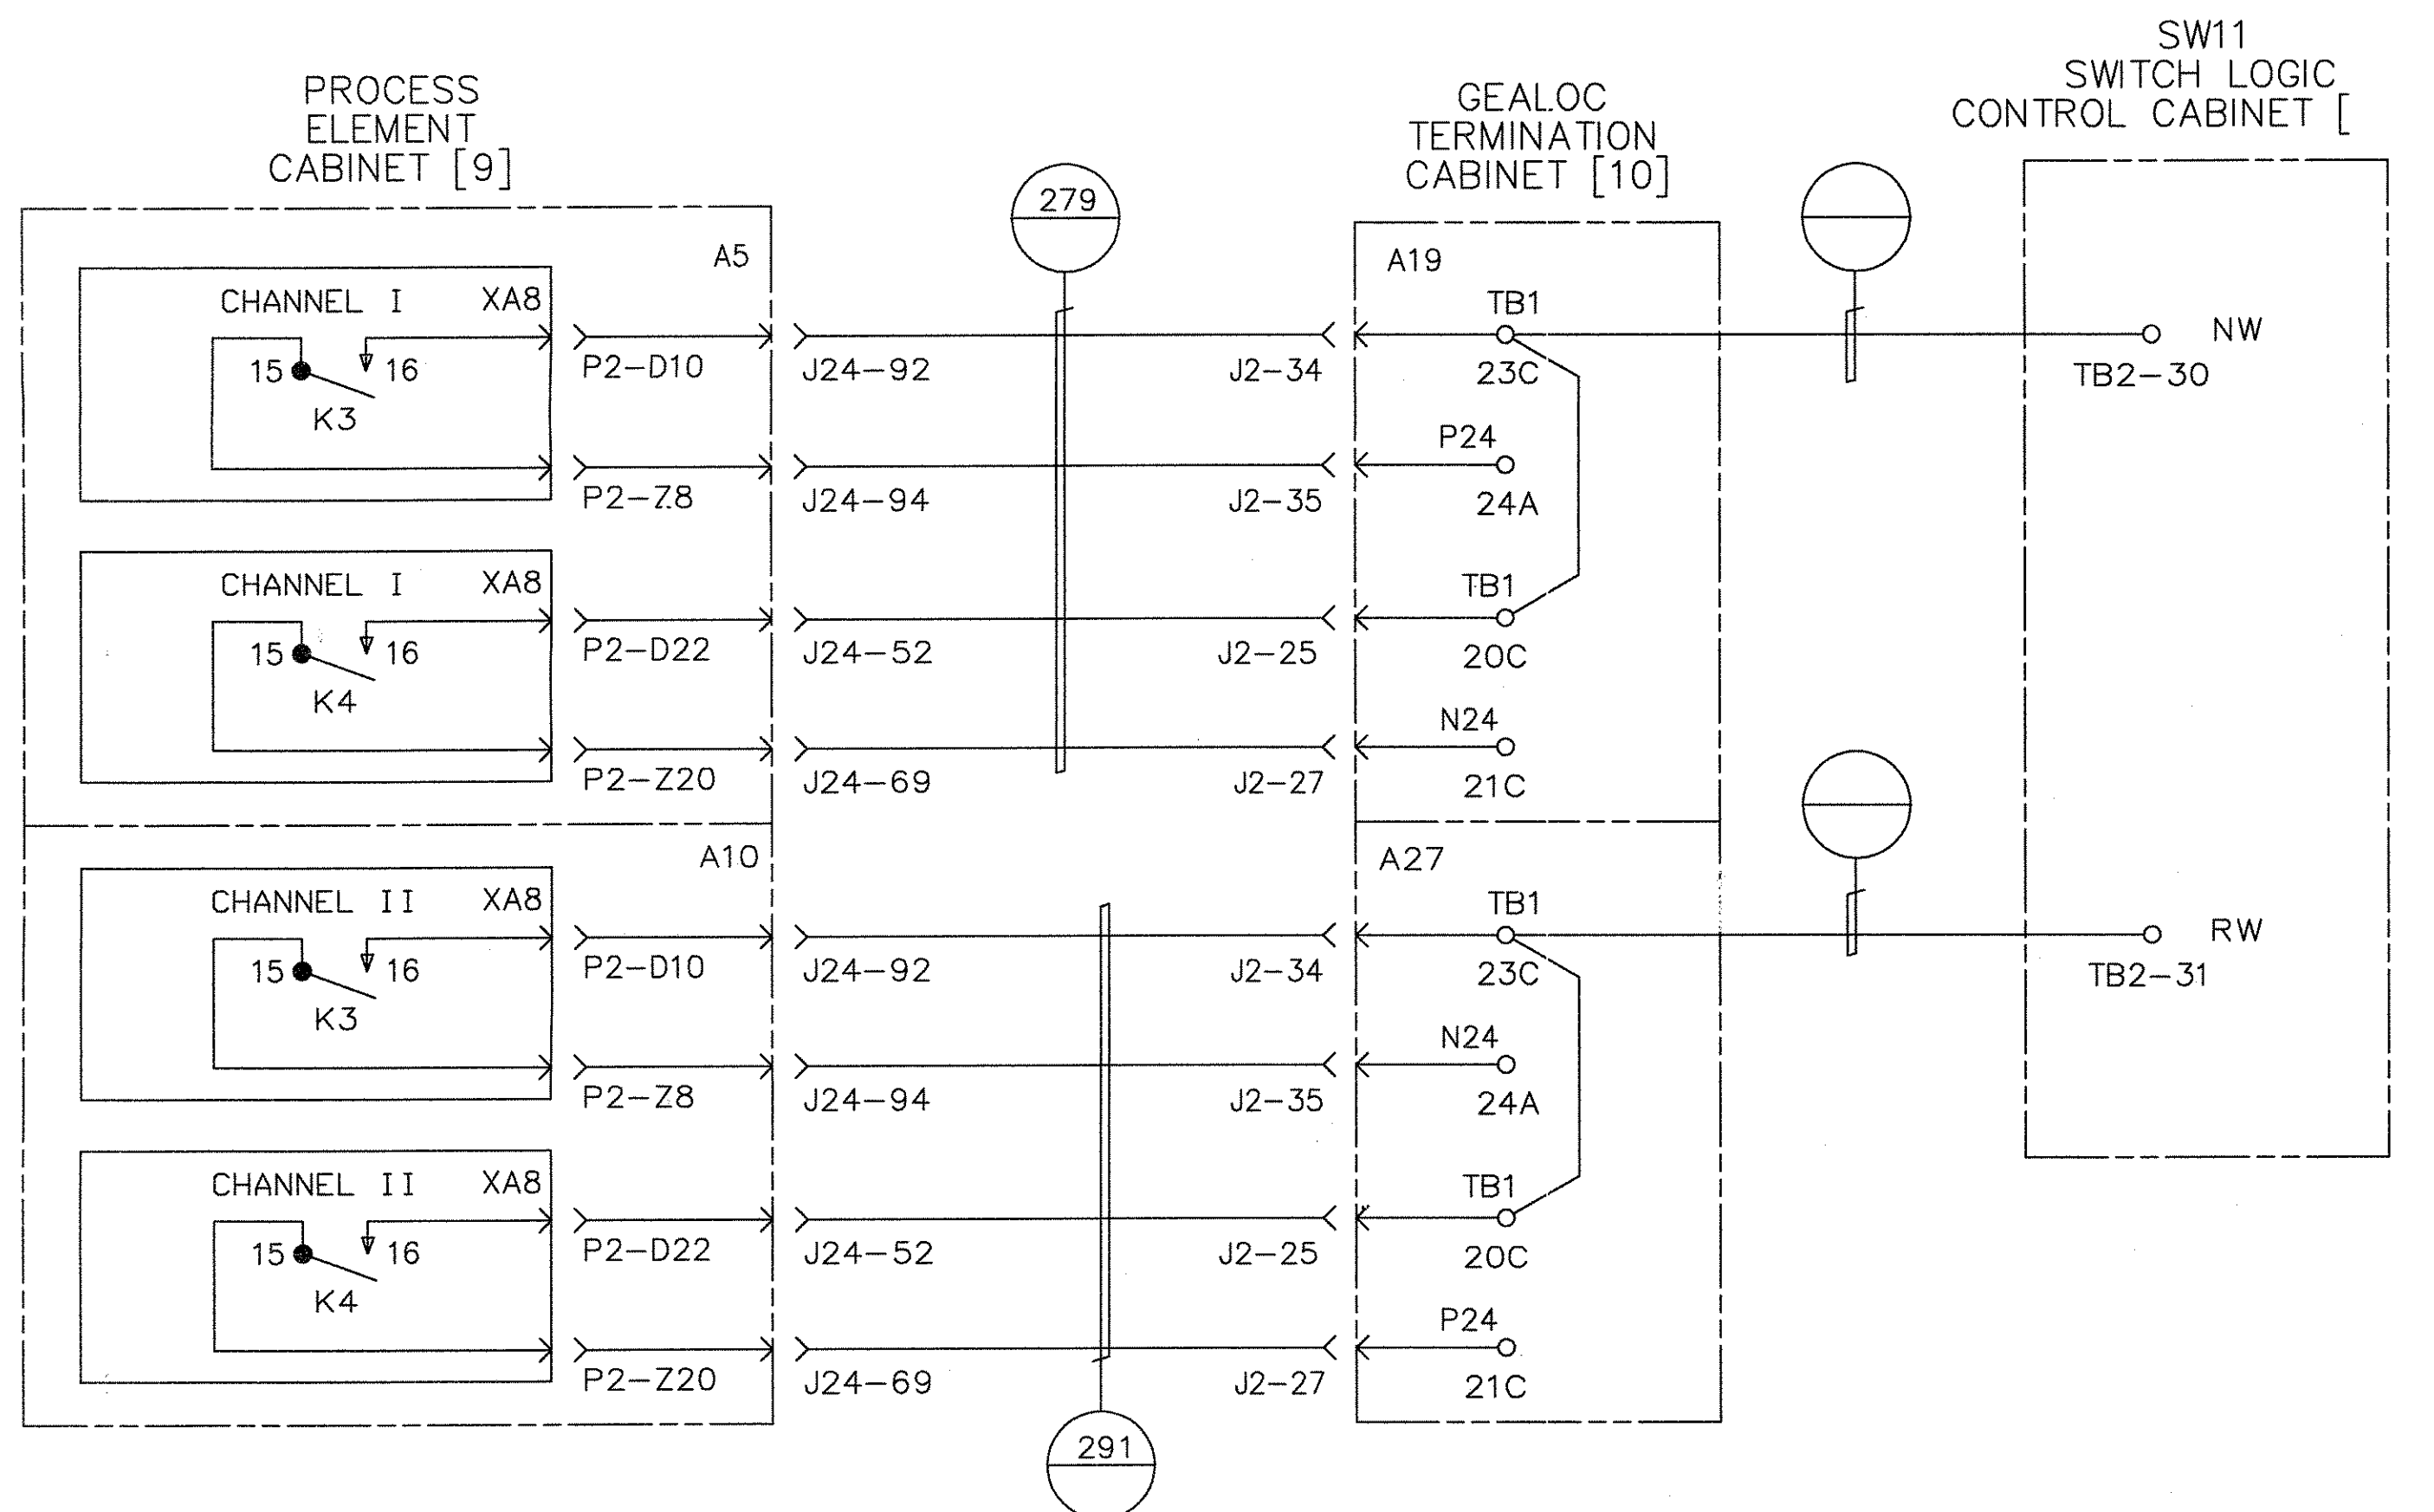 PROCESS
ELEMENT
CABINET [9]
GEALOC
TERMINATION
CABINET [10]
SW11
SWITCH LOGIC
CONTROL CABINET [
279
A5
CHANNEL I XA8
15 16
K3
P2-D10
J24-92
J2-34
P2-Z8
J24-94
J2-35
CHANNEL I XA8
15 16
K4
P2-D22
J24-52
J2-25
P2-Z20
J24-69
J2-27
A19
TB1
23C
P24
24A
TB1
20C
N24
21C
NW
TB2-30
A10
CHANNEL II XA8
15 16
K3
P2-D10
J24-92
J2-34
P2-Z8
J24-94
J2-35
CHANNEL II XA8
15 16
K4
P2-D22
J24-52
J2-25
P2-Z20
J24-69
J2-27
A27
TB1
23C
N24
24A
TB1
20C
P24
21C
RW
TB2-31
291